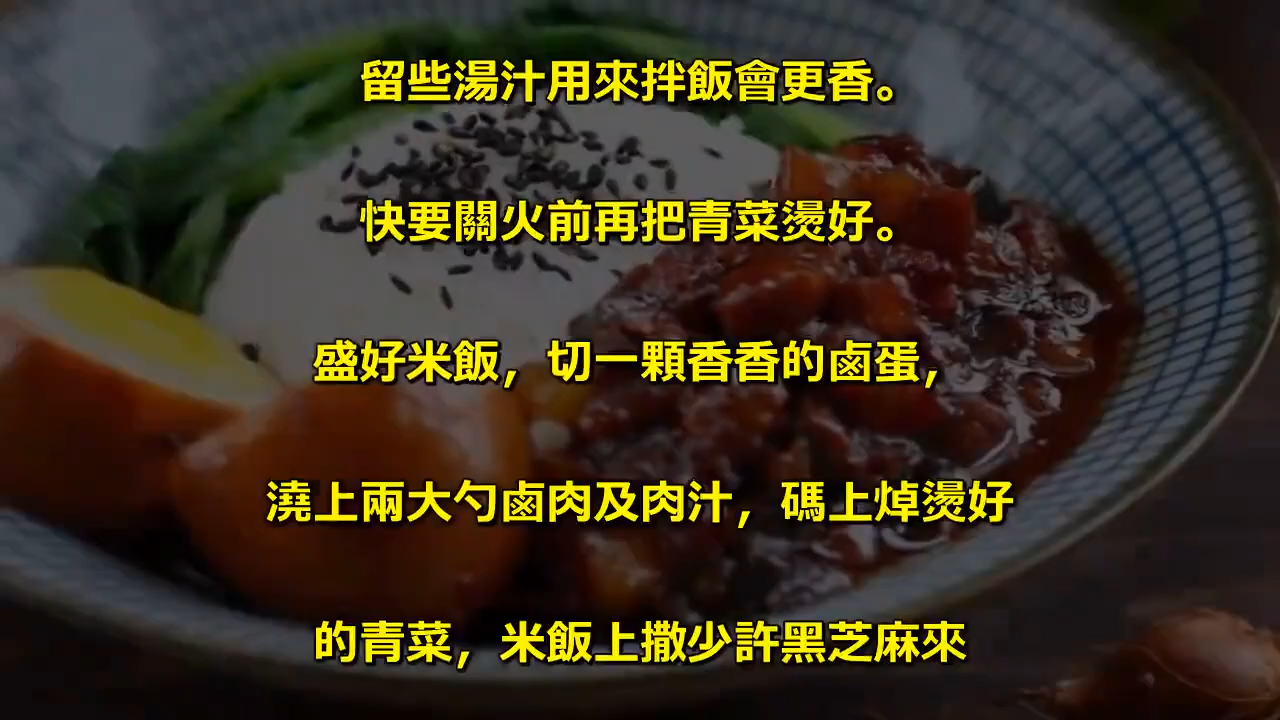 留些湯汁用來拌飯會更香。
快要關火前再把青菜燙好。
盛好米飯，切一顆香香的鹵蛋，
澆上兩大勺鹵肉及肉汁，碼上焯燙好
的青菜，米飯上撒少許黑芝麻來